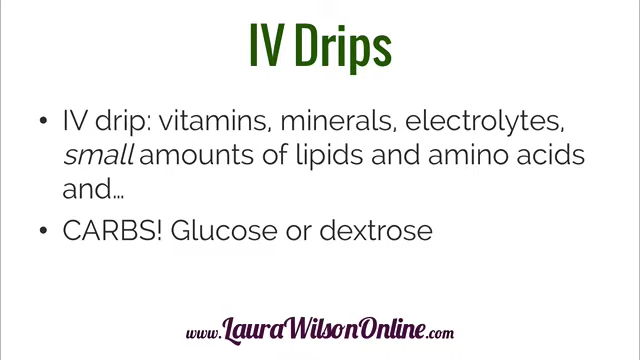 IV Drips
• IV drip: vitamins, minerals, electrolytes,
small amounts of lipids and amino acids
and…
• CARBS! Glucose or dextrose
www.LauraWilsonOnline.com